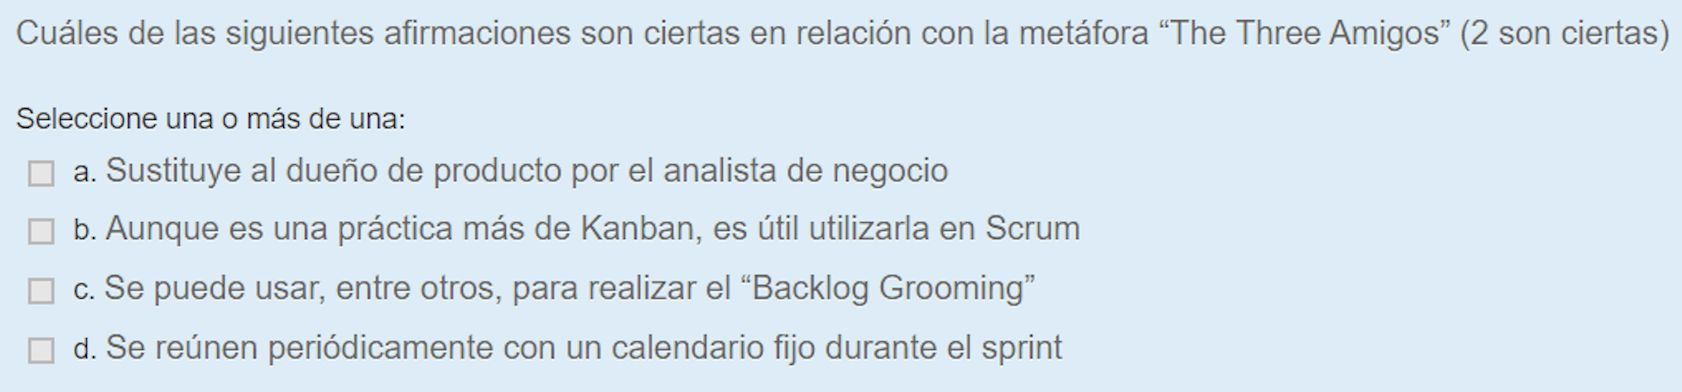 Cuáles de las siguientes afirmaciones son ciertas en relación con la metáfora “The Three Amigos” (2 son ciertas)
Seleccione una o más de una:
a. Sustituye al dueño de producto por el analista de negocio
b. Aunque es una práctica más de Kanban, es útil utilizarla en Scrum
c. Se puede usar, entre otros, para realizar el “Backlog Grooming”
d. Se reúnen periódicamente con un calendario fijo durante el sprint